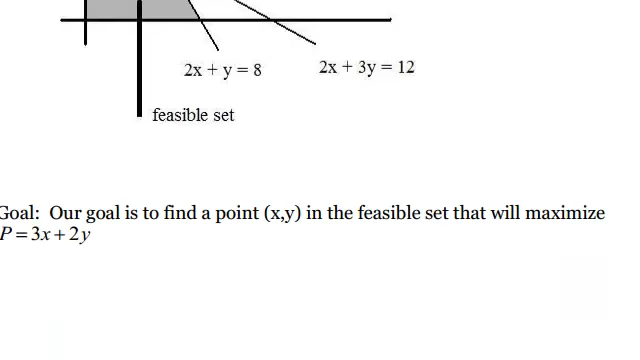 2x + y = 8
2x + 3y = 12
feasible set
Goal: Our goal is to find a point (x,y) in the feasible set that will maximize
P = 3x + 2y